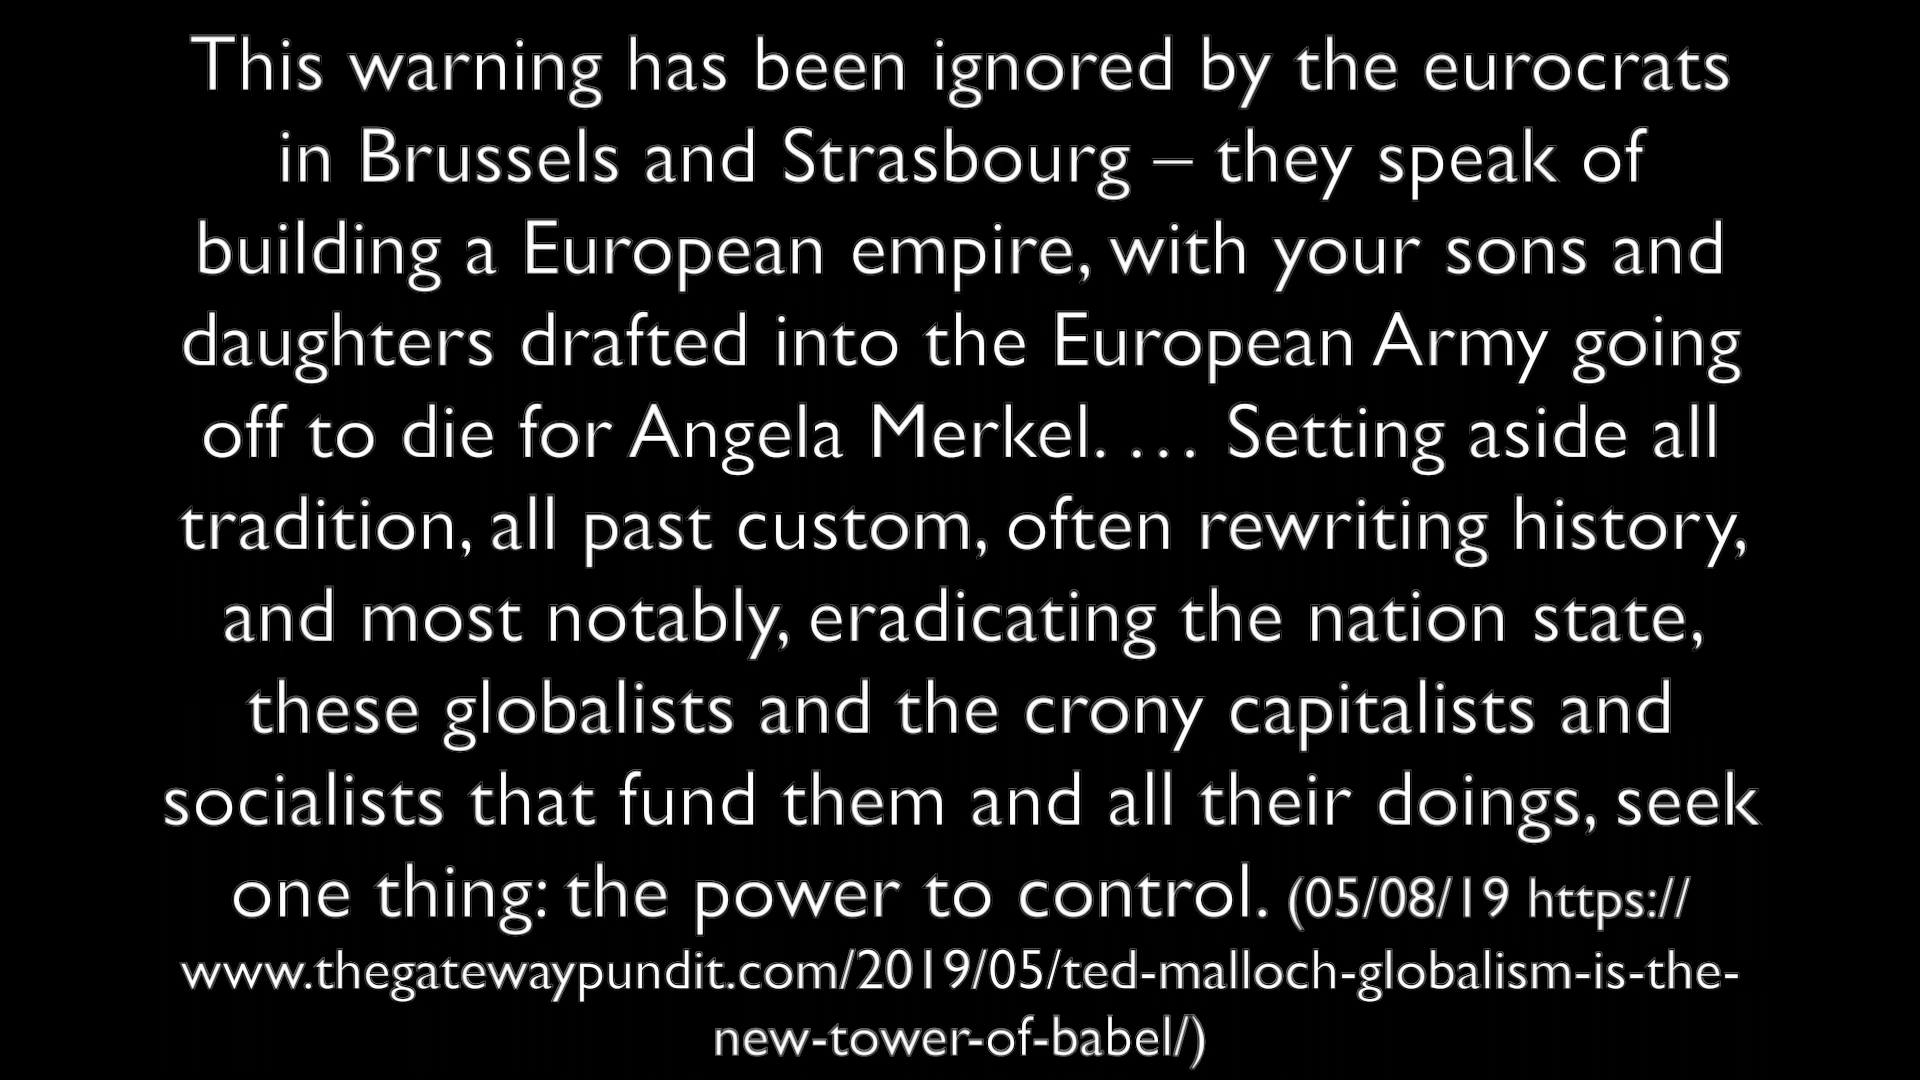 This warning has been ignored by the eurocrats
in Brussels and Strasbourg – they speak of
building a European empire, with your sons and
daughters drafted into the European Army going
off to die for Angela Merkel. … Setting aside all
tradition, all past custom, often rewriting history,
and most notably, eradicating the nation state,
these globalists and the crony capitalists and
socialists that fund them and all their doings, seek
one thing: the power to control. (05/08/19 https://
www.thegatewaypundit.com/2019/05/ted-malloch-globalism-is-the-
new-tower-of-babel/)